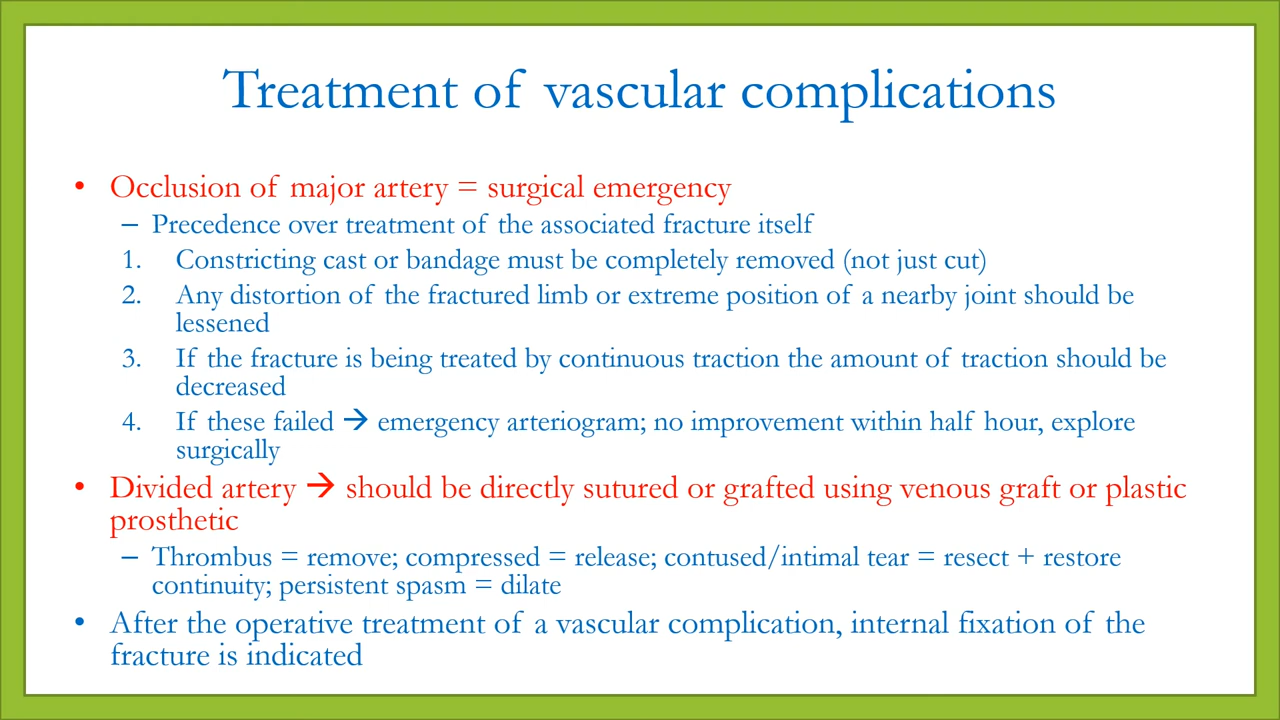 Treatment of vascular complications
• Occlusion of major artery = surgical emergency
– Precedence over treatment of the associated fracture itself
1. Constricting cast or bandage must be completely removed (not just cut)
2. Any distortion of the fractured limb or extreme position of a nearby joint should be
lessened
3. If the fracture is being treated by continuous traction the amount of traction should be
decreased
4. If these failed → emergency arteriogram; no improvement within half hour, explore
surgically
• Divided artery → should be directly sutured or grafted using venous graft or plastic
prosthetic
– Thrombus = remove; compressed = release; contused/intimal tear = resect + restore
continuity; persistent spasm = dilate
• After the operative treatment of a vascular complication, internal fixation of the
fracture is indicated